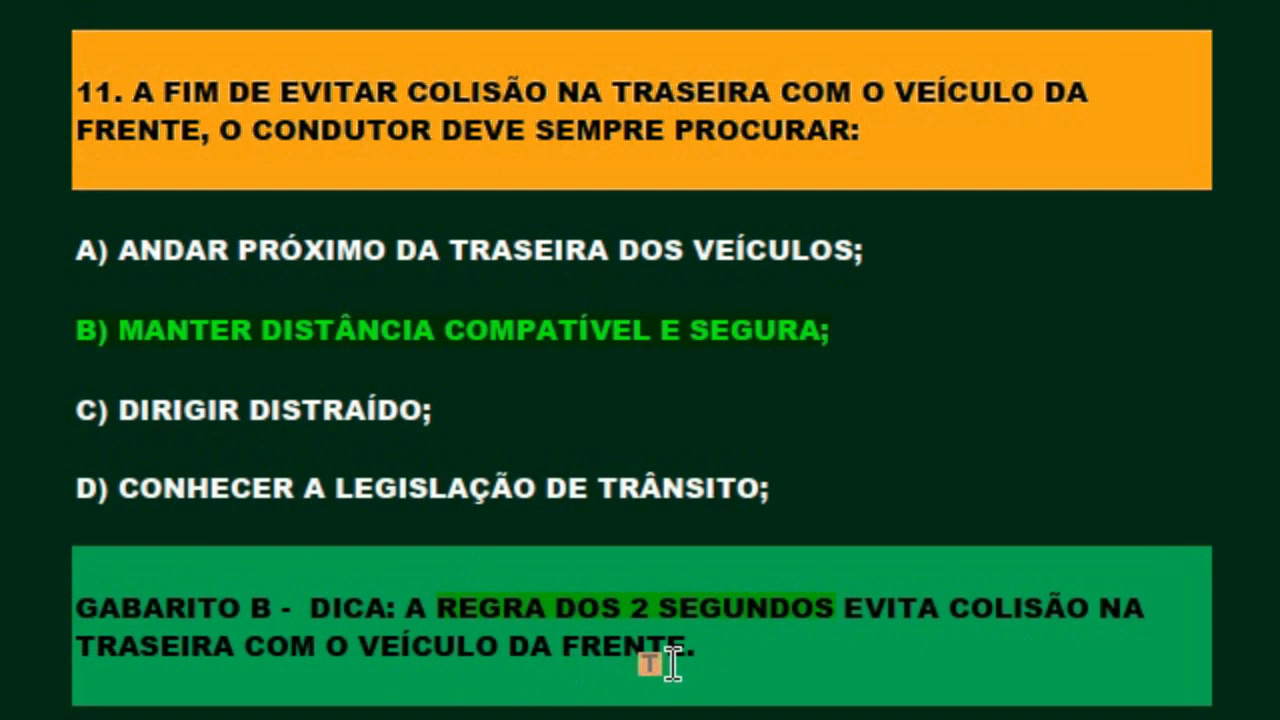 11. A FIM DE EVITAR COLISÃO NA TRASEIRA COM O VEÍCULO DA
FRENTE, O CONDUTOR DEVE SEMPRE PROCURAR:
A) ANDAR PRÓXIMO DA TRASEIRA DOS VEÍCULOS;
B) MANTER DISTÂNCIA COMPATÍVEL E SEGURA;
C) DIRIGIR DISTRAÍDO;
D) CONHECER A LEGISLAÇÃO DE TRÂNSITO;
GABARITO B - DICA: A REGRA DOS 2 SEGUNDOS EVITA COLISÃO NA
TRASEIRA COM O VEÍCULO DA FRENTE.
T